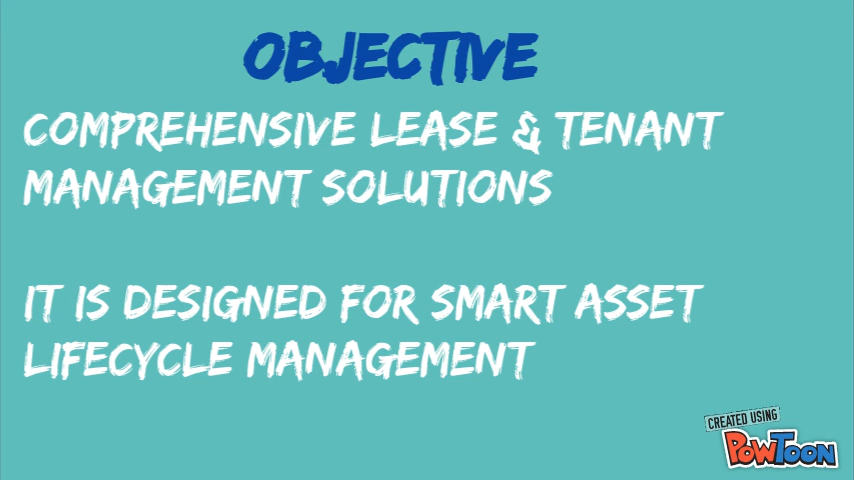 OBJECTIVE
COMPREHENSIVE LEASE & TENANT
MANAGEMENT SOLUTIONS
IT IS DESIGNED FOR SMART ASSET
LIFECYCLE MANAGEMENT
CREATED USING
POWTOON